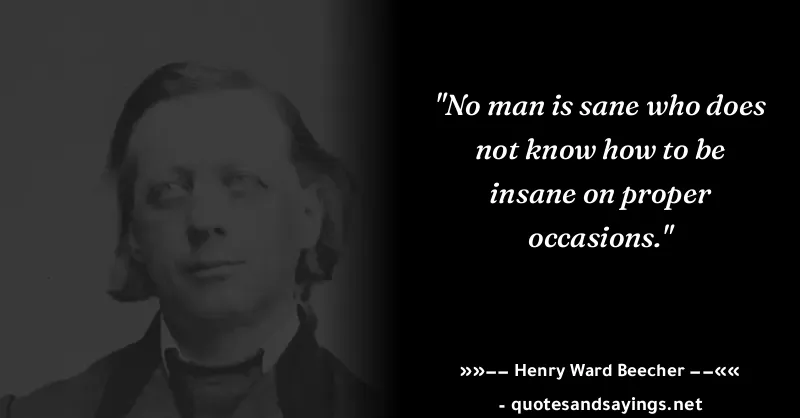 "No man is sane who does
not know how to be
insane on proper
occasions."
»»−− Henry Ward Beecher −−««
- quotesandsayings.net